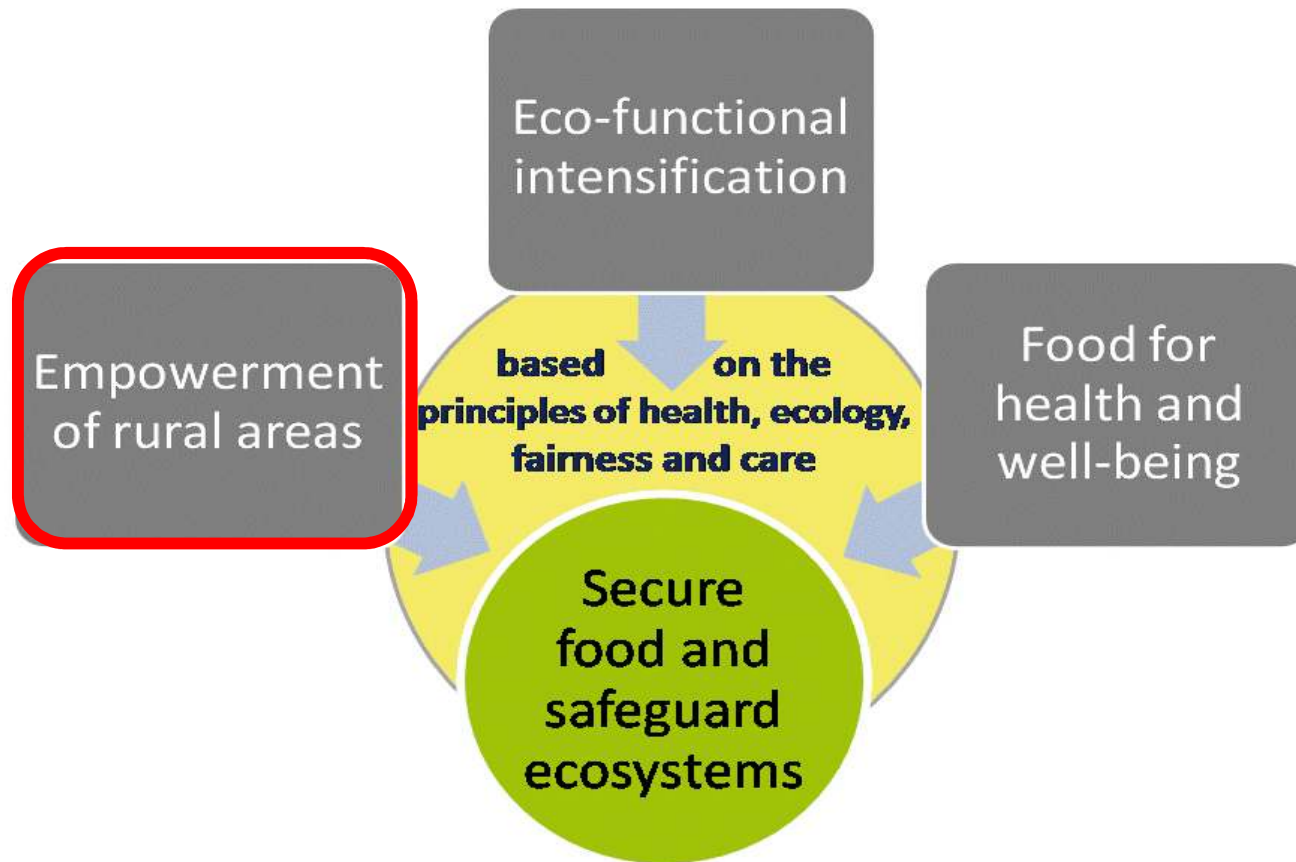 Eco-functional
intensification
Empowerment
of rural areas
Food for
health and
well-being
based on the
principles of health, ecology,
fairness and care
Secure
food and
safeguard
ecosystems